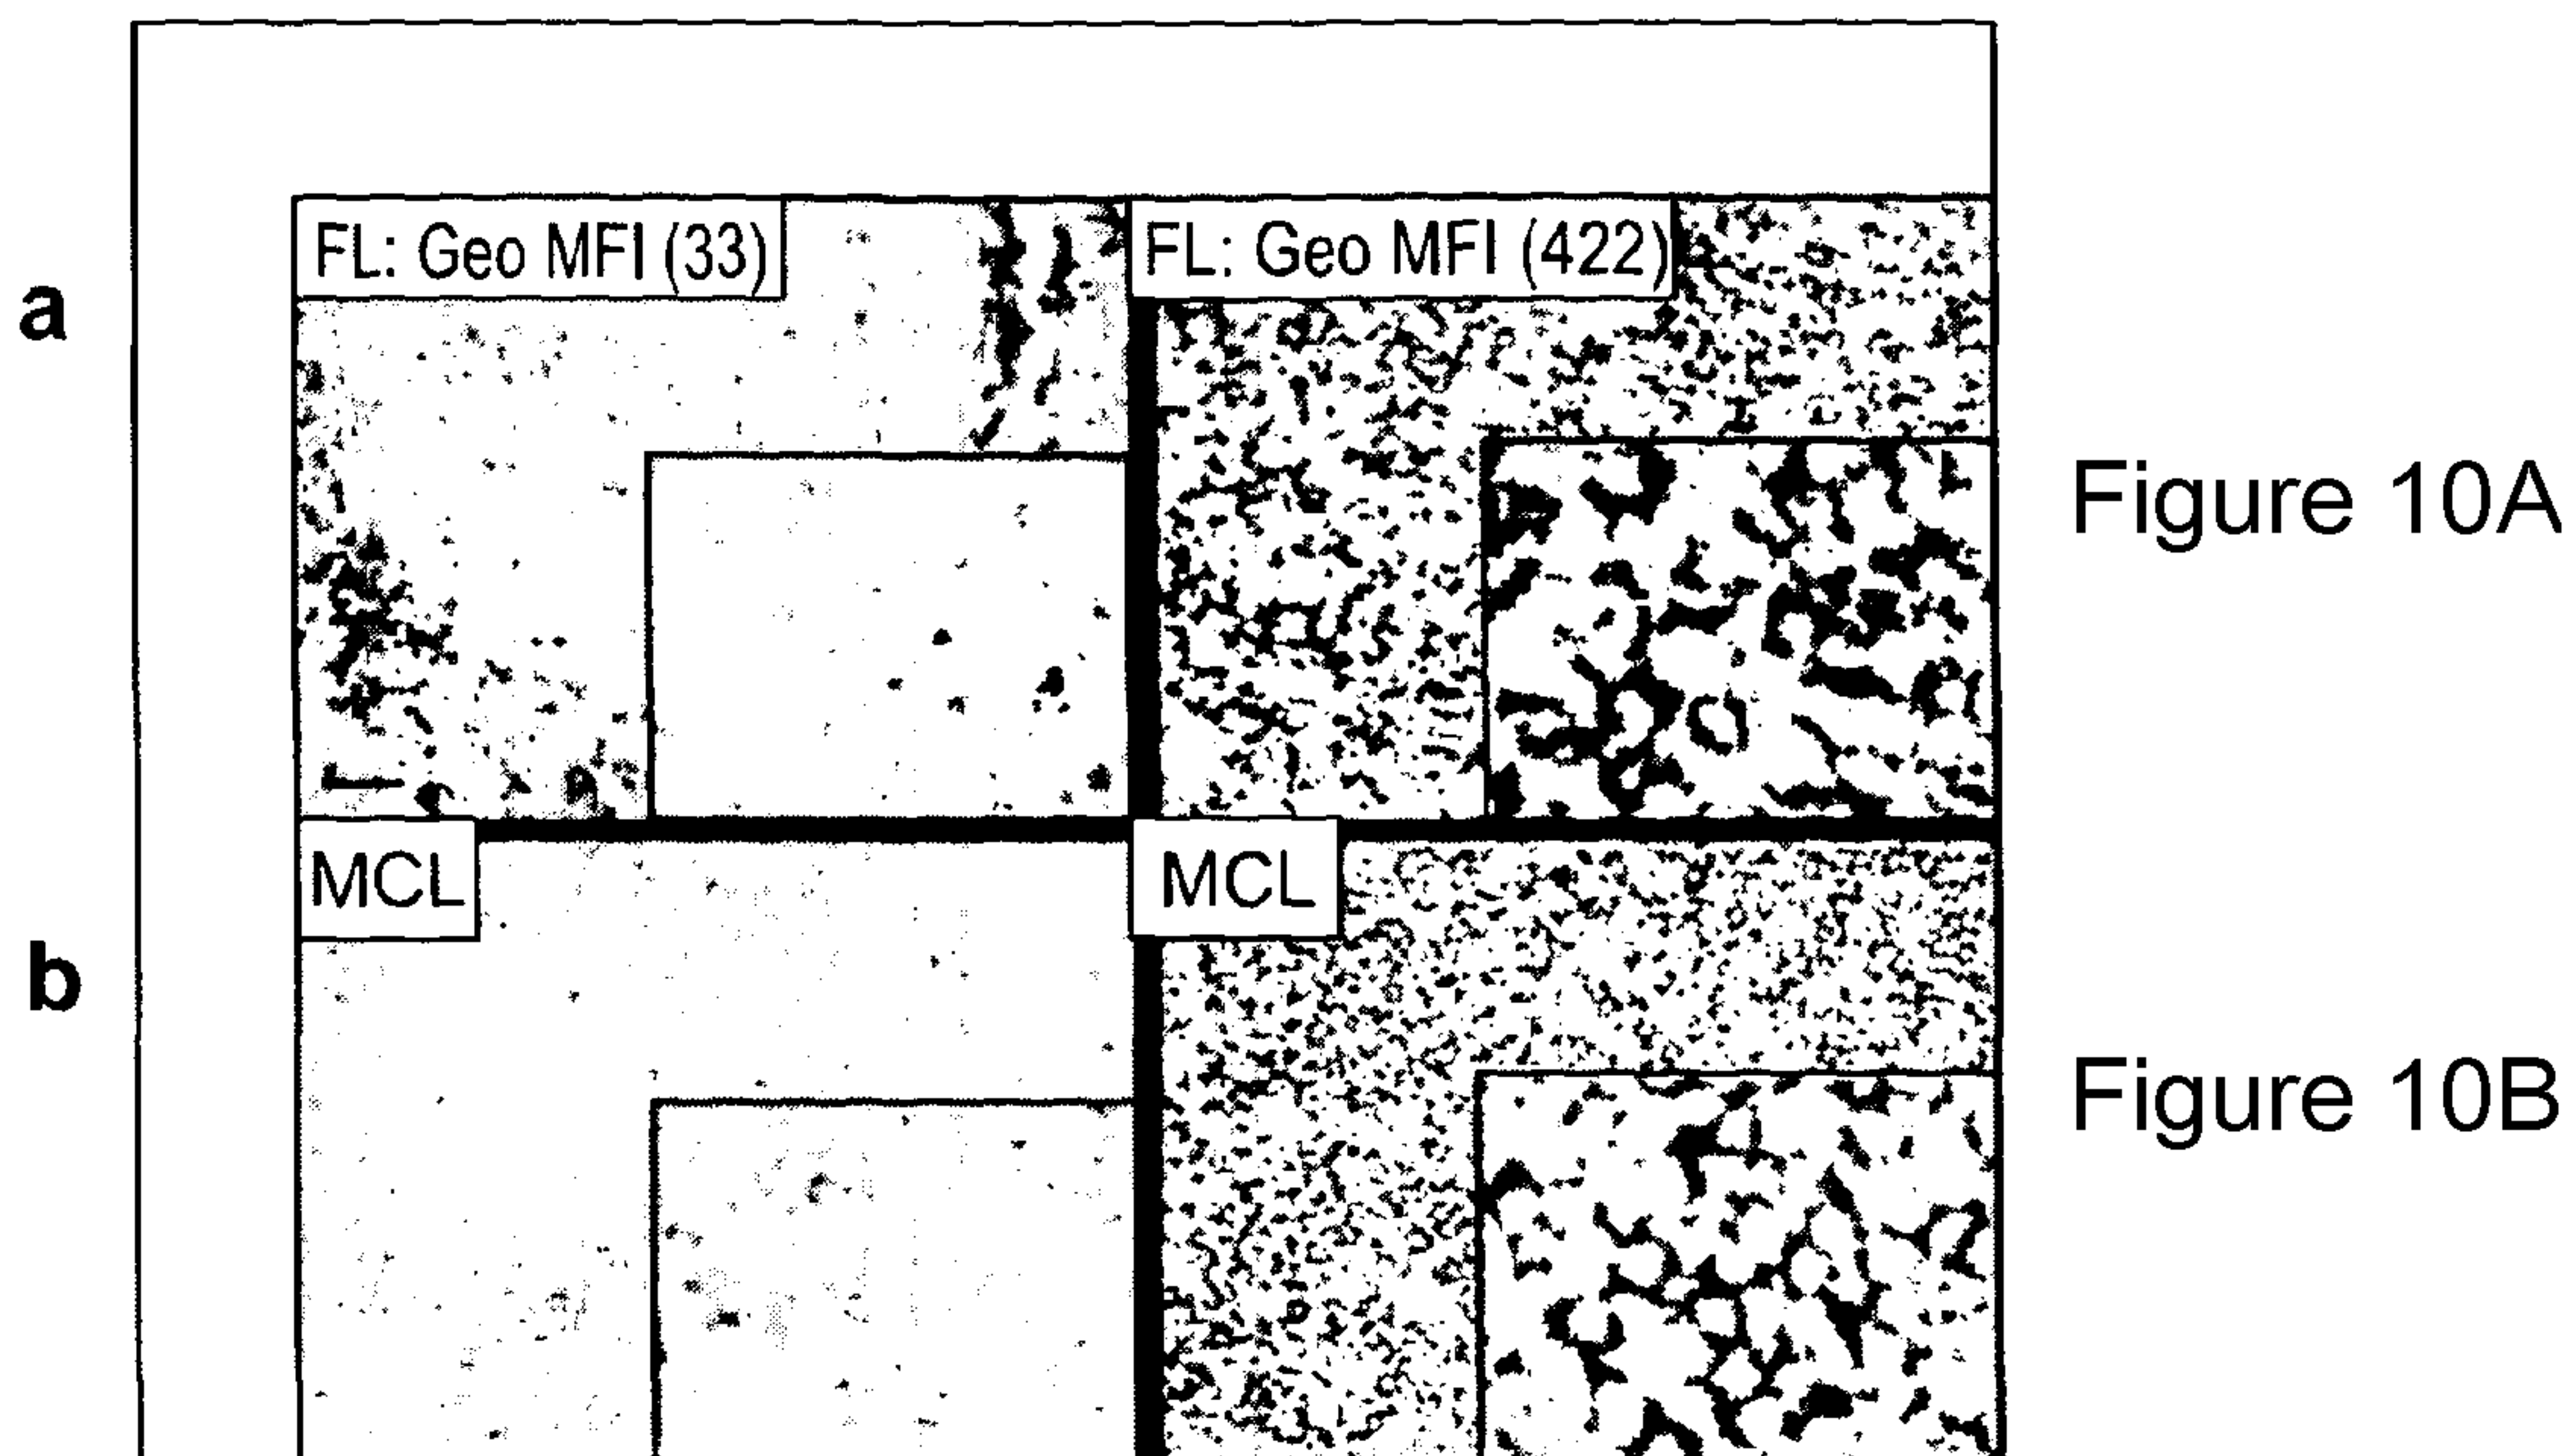 a
FL: Geo MFI (33)
FL: Geo MFI (422)
Figure 10A
b
MCL
MCL
Figure 10B